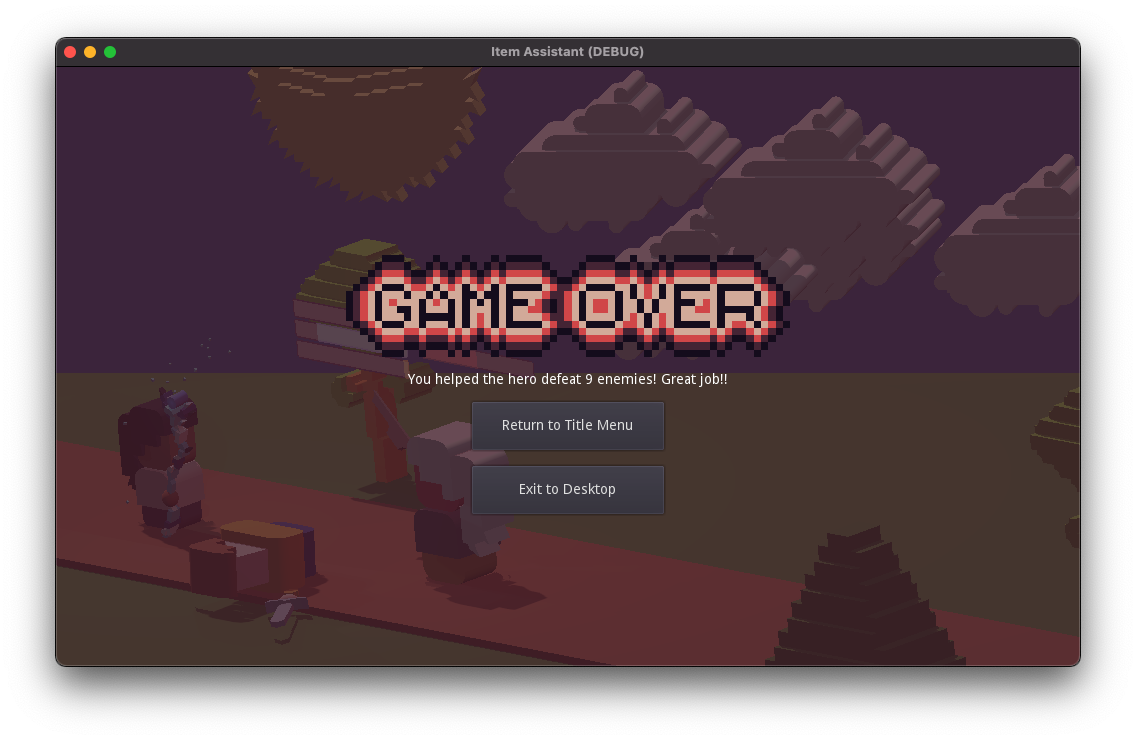 Item Assistant (DEBUG)
GAME OVER
You helped the hero defeat 9 enemies! Great job!!
Return to Title Menu
Exit to Desktop